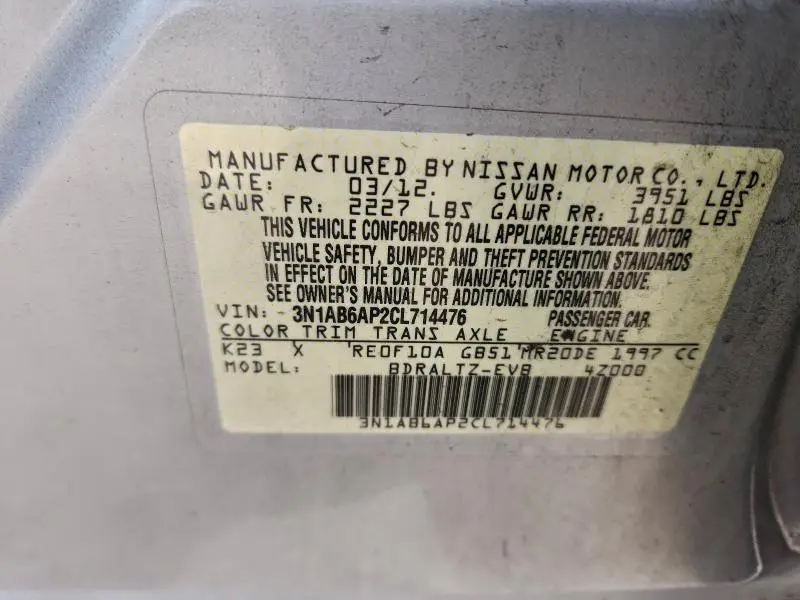 MANUFACTURED BY NISSAN MOTOR CO., LTD.
DATE: 03/12. GVWR: 3951 LBS
GAWR FR: 2227 LBS GAWR RR: 1810 LBS
THIS VEHICLE CONFORMS TO ALL APPLICABLE FEDERAL MOTOR
VEHICLE SAFETY, BUMPER AND THEFT PREVENTION STANDARDS
IN EFFECT ON THE DATE OF MANUFACTURE SHOWN ABOVE.
SEE OWNER'S MANUAL FOR ADDITIONAL INFORMATION.
VIN: - 3N1AB6AP2CL714476 PASSENGER CAR.
COLOR TRIM TRANS AXLE ENGINE
K23 X RE0F10A GB51 MR20DE 1997 CC
MODEL: BDRALTZ-EVB 4Z000
3N1AB6AP2CL714476